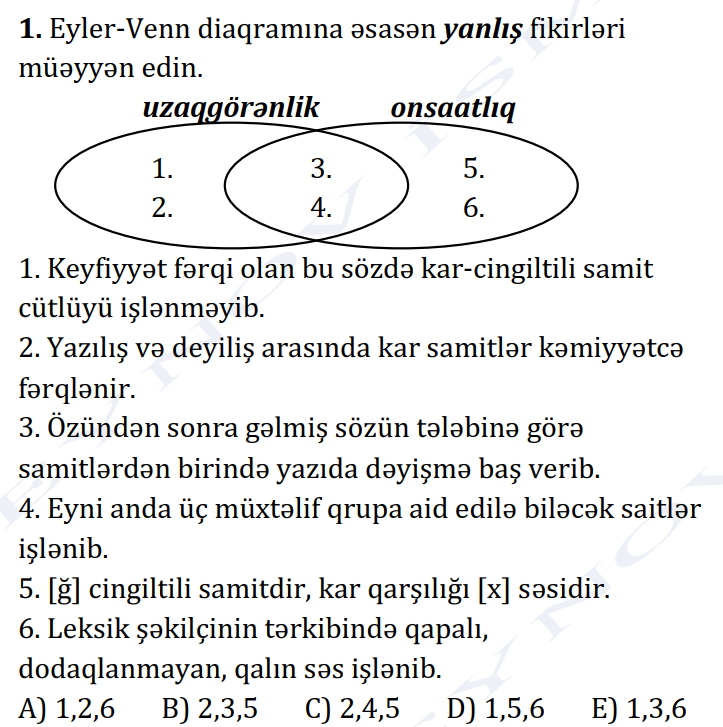 1. Eyler-Venn diaqramına əsasən yanlış fikirləri
müəyyən edin.
uzaqgörənlik onsaatlıq
1. 3. 5.
2. 4. 6.
1. Keyfiyyət fərqi olan bu sözdə kar-cingiltili samit
cütlüyü işlənməyib.
2. Yazılış və deyiliş arasında kar samitlər kəmiyyətcə
fərqlənir.
3. Özündən sonra gəlmiş sözün tələbinə görə
samitlərdən birində yazıda dəyişmə baş verib.
4. Eyni anda üç müxtəlif qrupa aid edilə biləcək saitlər
işlənib.
5. [ğ] cingiltili samitdir, kar qarşılığı [x] səsidir.
6. Leksik şəkilçinin tərkibində qapalı,
dodaqlanmayan, qalın səs işlənib.
A) 1,2,6 B) 2,3,5 C) 2,4,5 D) 1,5,6 E) 1,3,6